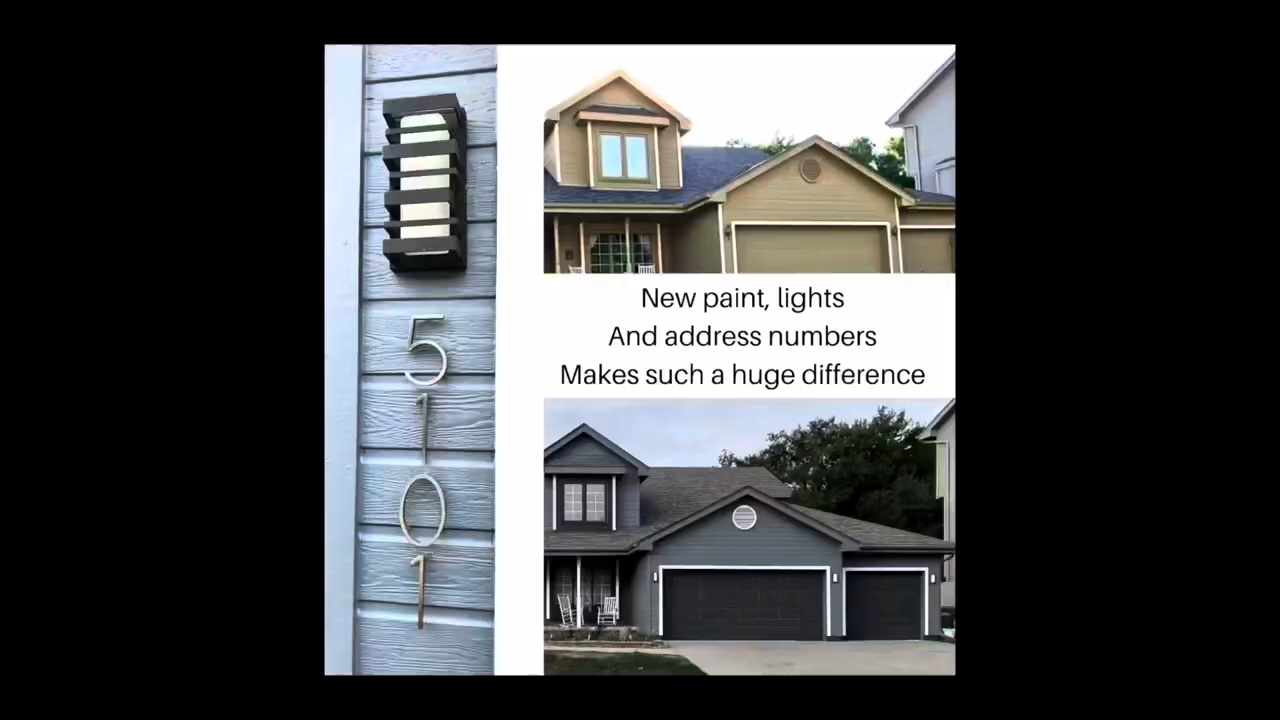 5
1
0
1
New paint, lights
And address numbers
Makes such a huge difference